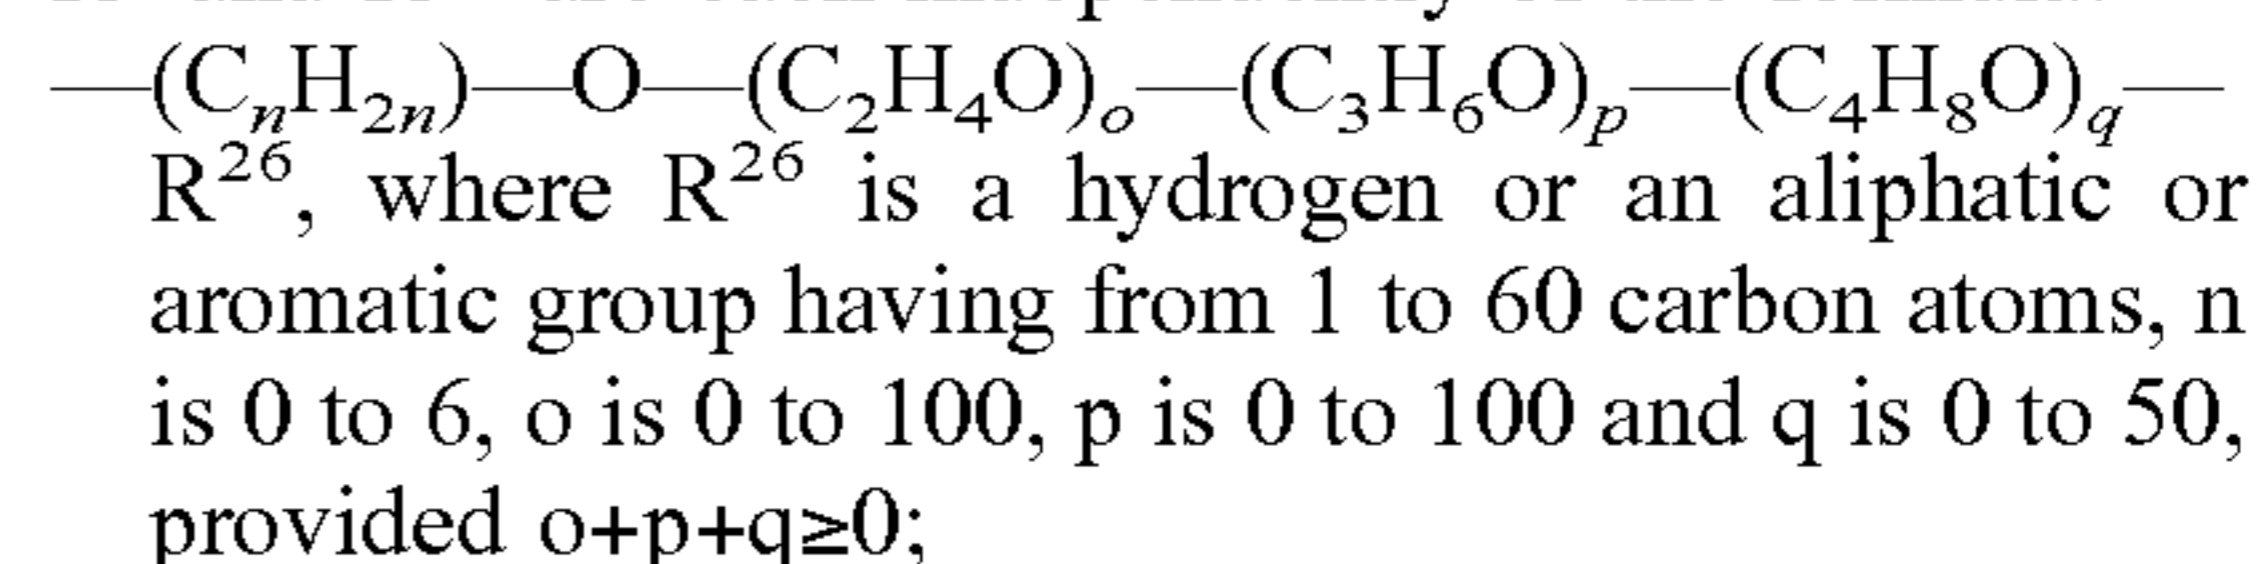 —(CₙH₂ₙ)—O—(C₂H₄O)ₒ—(C₃H₆O)ₚ—(C₄H₈O)q—
R²⁶, where R²⁶ is a hydrogen or an aliphatic or
aromatic group having from 1 to 60 carbon atoms, n
is 0 to 6, o is 0 to 100, p is 0 to 100 and q is 0 to 50,
provided o+p+q≥0;